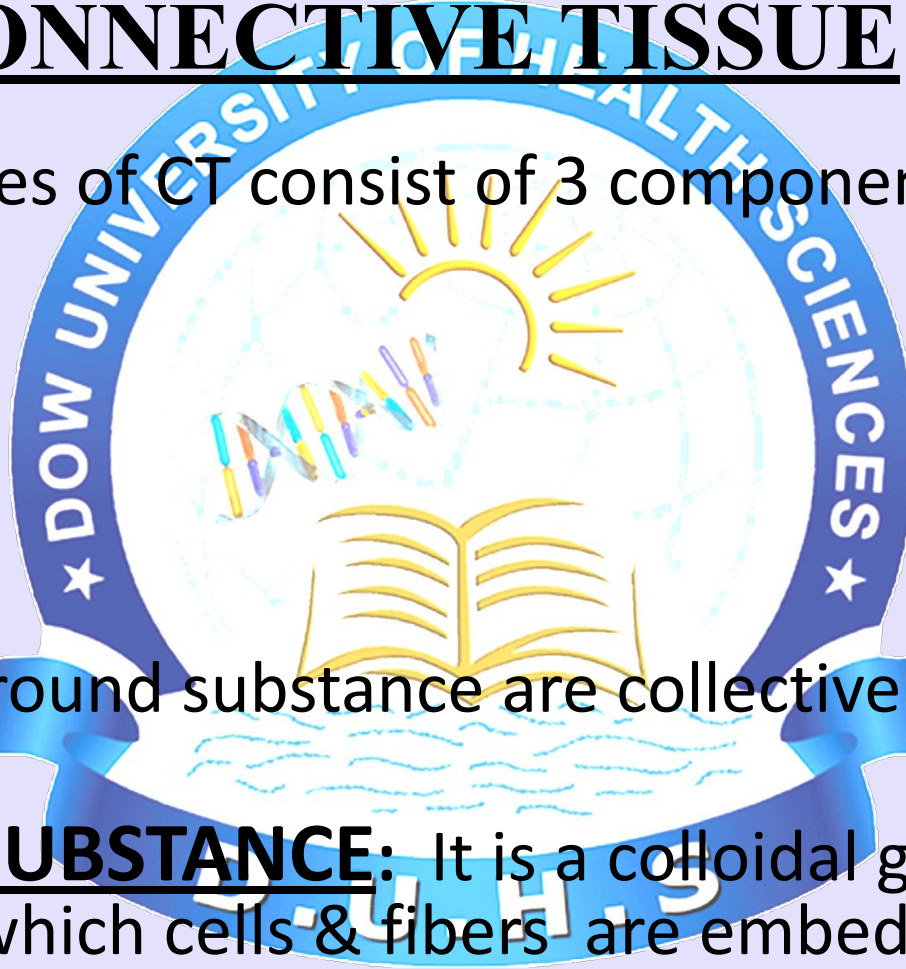 ONNECTIVE TISSUE
es of CT consist of 3 componen
round substance are collective
UBSTANCE: It is a colloidal g
which cells & fibers are embed
★ DOW UNIVERSITY OF HEALTH SCIENCES ★
D.U.H.S